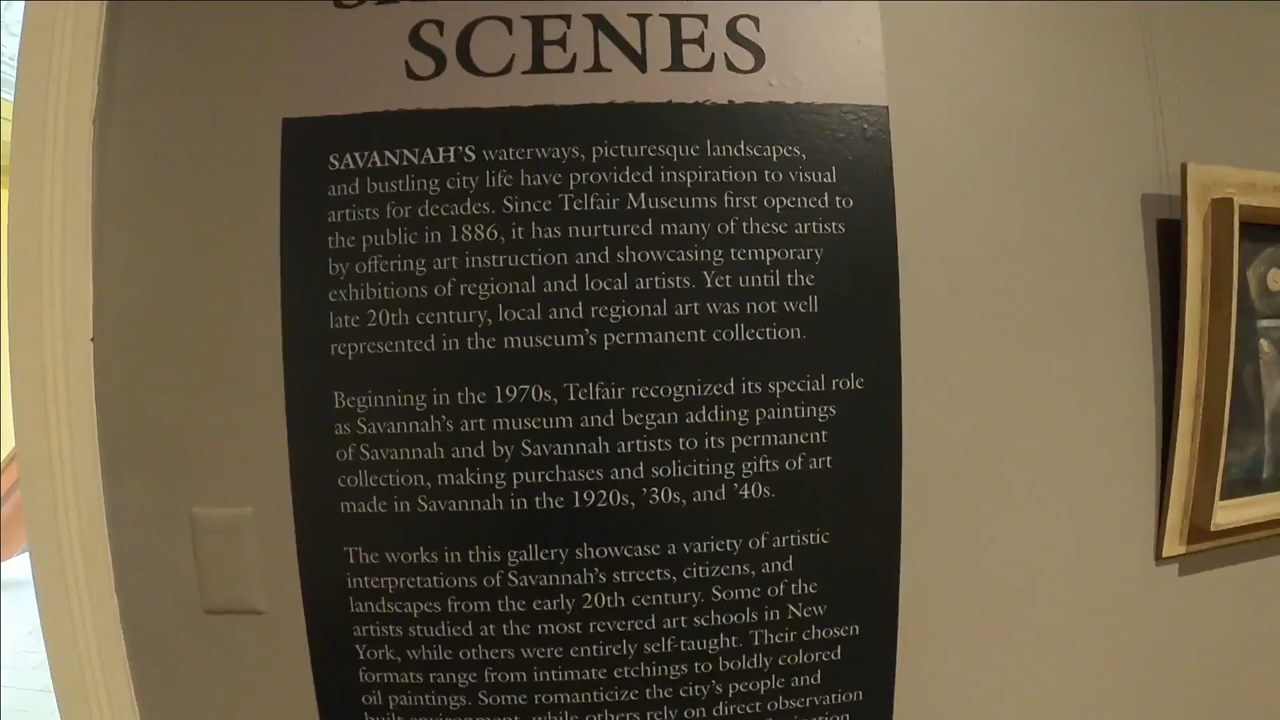 SCENES
SAVANNAH'S waterways, picturesque landscapes,
and bustling city life have provided inspiration to visual
artists for decades. Since Telfair Museums first opened to
the public in 1886, it has nurtured many of these artists
by offering art instruction and showcasing temporary
exhibitions of regional and local artists. Yet until the
late 20th century, local and regional art was not well
represented in the museum's permanent collection.
Beginning in the 1970s, Telfair recognized its special role
as Savannah's art museum and began adding paintings
of Savannah and by Savannah artists to its permanent
collection, making purchases and soliciting gifts of art
made in Savannah in the 1920s, '30s, and '40s.
The works in this gallery showcase a variety of artistic
interpretations of Savannah's streets, citizens, and
landscapes from the early 20th century. Some of the
artists studied at the most revered art schools in New
York, while others were entirely self-taught. Their chosen
formats range from intimate etchings to boldly colored
oil paintings. Some romanticize the city's people and
built environment, while others rely on direct observation